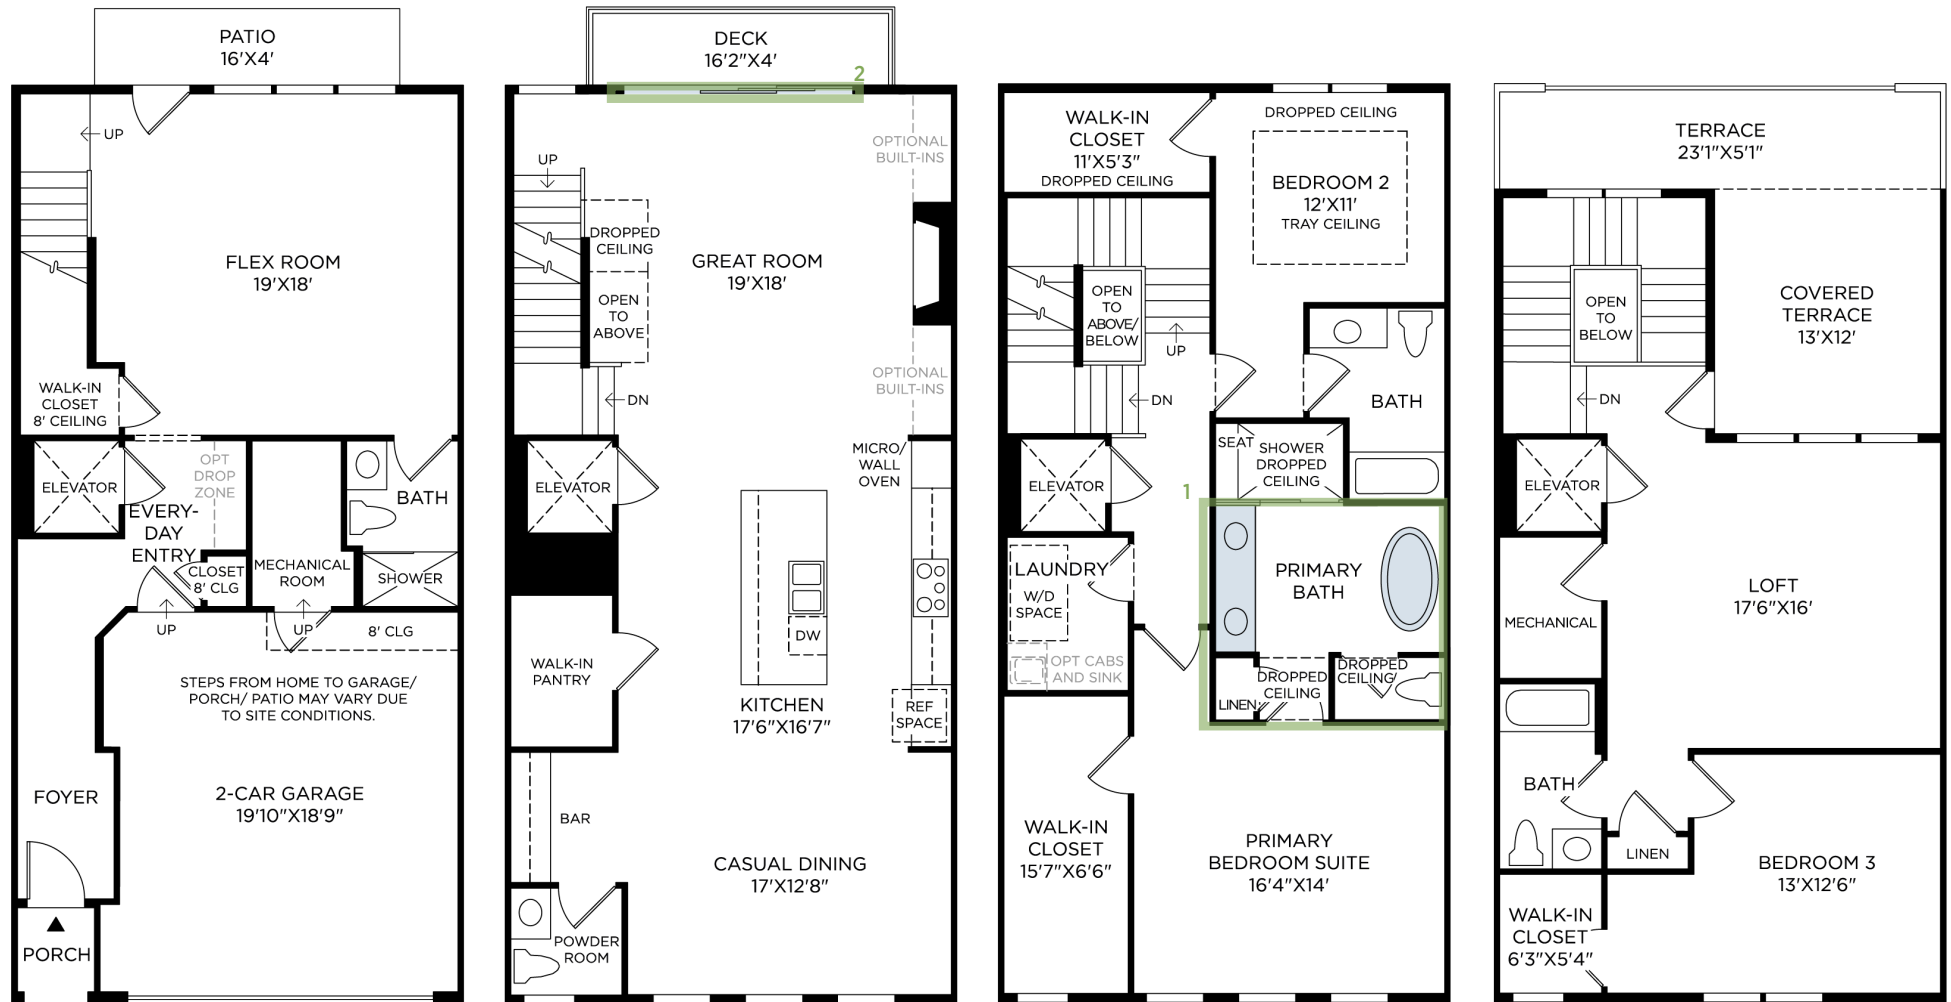 PATIO
16'X4'
UP
FLEX ROOM
19'X18'
WALK-IN
CLOSET
8' CEILING
ELEVATOR
OPT
DROP
ZONE
EVERY-
DAY
ENTRY
CLOSET
8' CLG
MECHANICAL
ROOM
BATH
SHOWER
UP
UP
8' CLG
STEPS FROM HOME TO GARAGE/
PORCH/ PATIO MAY VARY DUE
TO SITE CONDITIONS.
FOYER
2-CAR GARAGE
19'10"X18'9"
PORCH
DECK
16'2"X4'
2
OPTIONAL
BUILT-INS
UP
DROPPED
CEILING
OPEN
TO
ABOVE
GREAT ROOM
19'X18'
OPTIONAL
BUILT-INS
DN
MICRO/
WALL
OVEN
ELEVATOR
DW
WALK-IN
PANTRY
KITCHEN
17'6"X16'7"
REF
SPACE
BAR
CASUAL DINING
17'X12'8"
POWDER
ROOM
WALK-IN
CLOSET
11'X5'3"
DROPPED CEILING
DROPPED CEILING
BEDROOM 2
12'X11'
TRAY CEILING
OPEN
TO
ABOVE/
BELOW
UP
DN
BATH
SEAT
SHOWER
DROPPED
CEILING
ELEVATOR
1
LAUNDRY
W/D
SPACE
OPT CABS
AND SINK
PRIMARY
BATH
DROPPED
CEILING
DROPPED
CEILING
LINEN
WALK-IN
CLOSET
15'7"X6'6"
PRIMARY
BEDROOM SUITE
16'4"X14'
TERRACE
23'1"X5'1"
OPEN
TO
BELOW
COVERED
TERRACE
13'X12'
DN
ELEVATOR
MECHANICAL
LOFT
17'6"X16'
BATH
LINEN
BEDROOM 3
13'X12'6"
WALK-IN
CLOSET
6'3"X5'4"